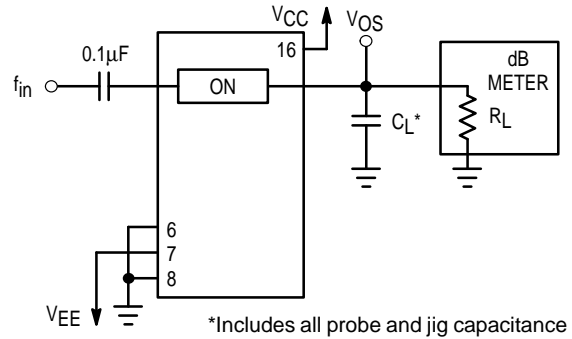 VCC
VOS
16
0.1µF
dB
METER
fin
ON
CL*
RL
6
7
8
VEE
*Includes all probe and jig capacitance